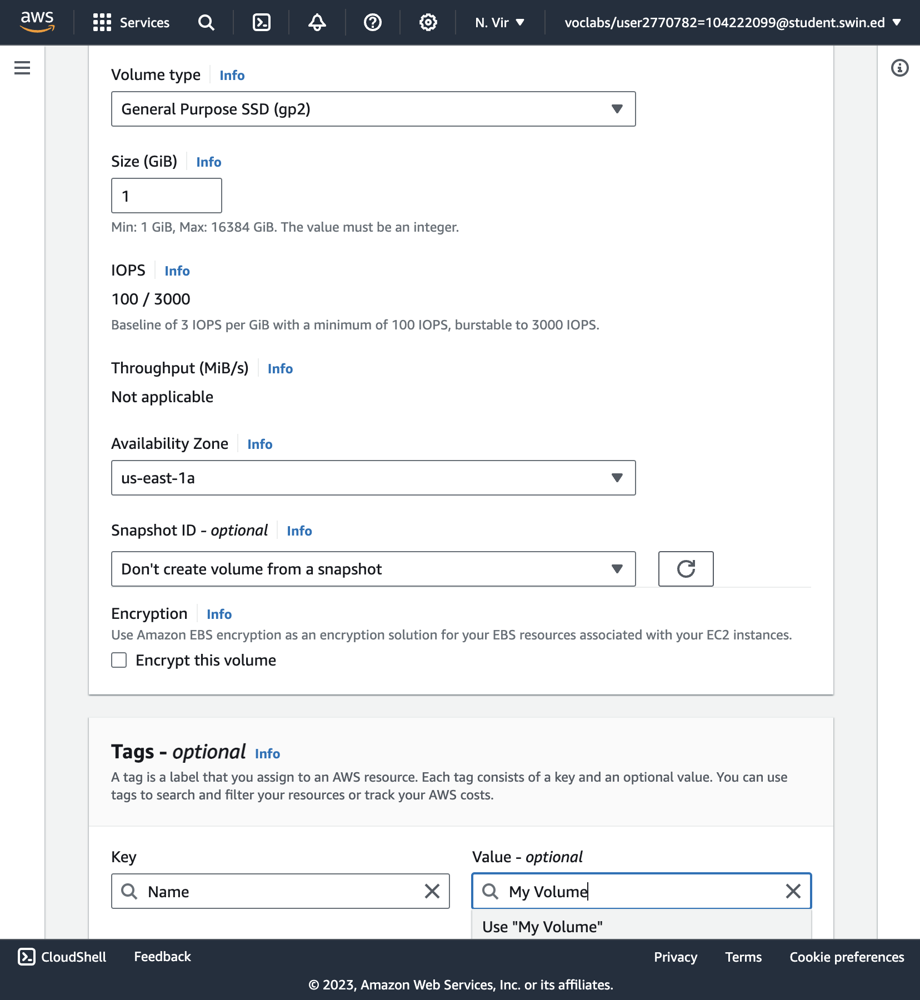 aws
Services
N. Vir
voclabs/user2770782=104222099@student.swin.ed
Volume type Info
General Purpose SSD (gp2)
Size (GiB) Info
1
Min: 1 GiB, Max: 16384 GiB. The value must be an integer.
IOPS Info
100 / 3000
Baseline of 3 IOPS per GiB with a minimum of 100 IOPS, burstable to 3000 IOPS.
Throughput (MiB/s) Info
Not applicable
Availability Zone Info
us-east-1a
Snapshot ID - optional Info
Don't create volume from a snapshot
Encryption Info
Use Amazon EBS encryption as an encryption solution for your EBS resources associated with your EC2 instances.
Encrypt this volume
Tags - optional Info
A tag is a label that you assign to an AWS resource. Each tag consists of a key and an optional value. You can use
tags to search and filter your resources or track your AWS costs.
Key
Value - optional
Name
My Volume
Use "My Volume"
CloudShell
Feedback
Privacy
Terms
Cookie preferences
© 2023, Amazon Web Services, Inc. or its affiliates.